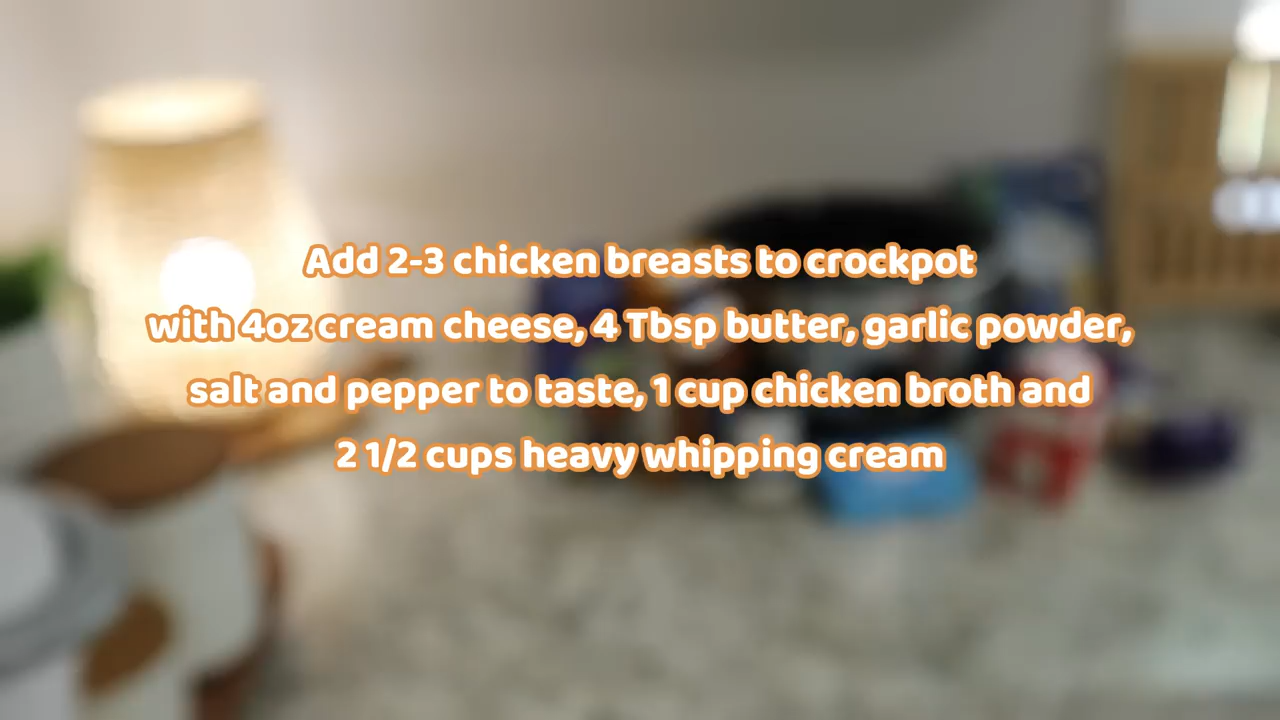 Add 2-3 chicken breasts to crockpot
with 4oz cream cheese, 4 Tbsp butter, garlic powder,
salt and pepper to taste, 1 cup chicken broth and
2 1/2 cups heavy whipping cream